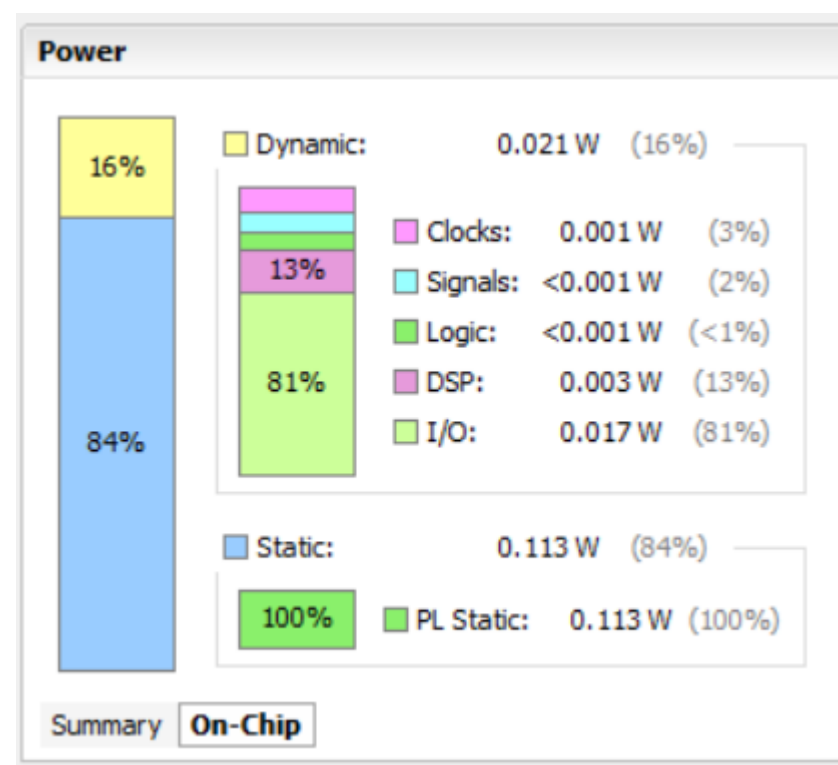 Power
16%
84%
Dynamic: 0.021 W (16%)
13%
81%
Clocks: 0.001 W (3%)
Signals: <0.001 W (2%)
Logic: <0.001 W (<1%)
DSP: 0.003 W (13%)
I/O: 0.017 W (81%)
Static: 0.113 W (84%)
100%
PL Static: 0.113 W (100%)
Summary On-Chip